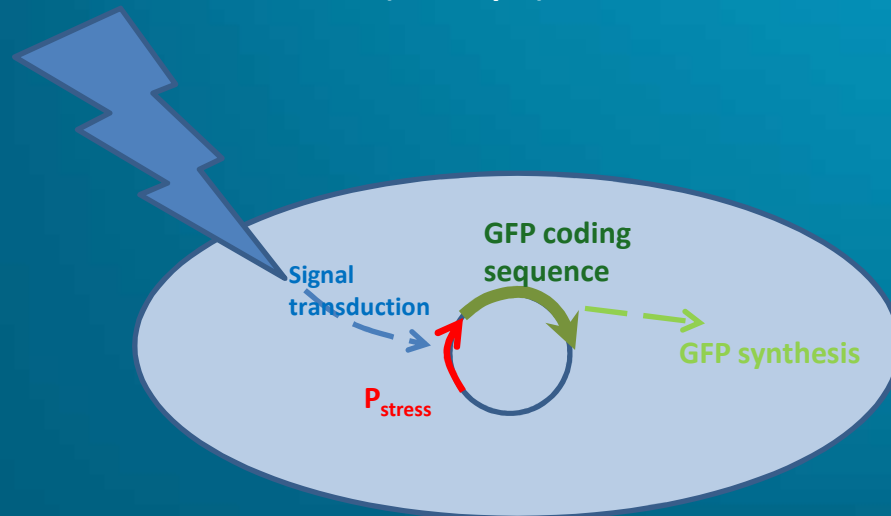 GFP coding
sequence
Signal
transduction
GFP synthesis
Pstress